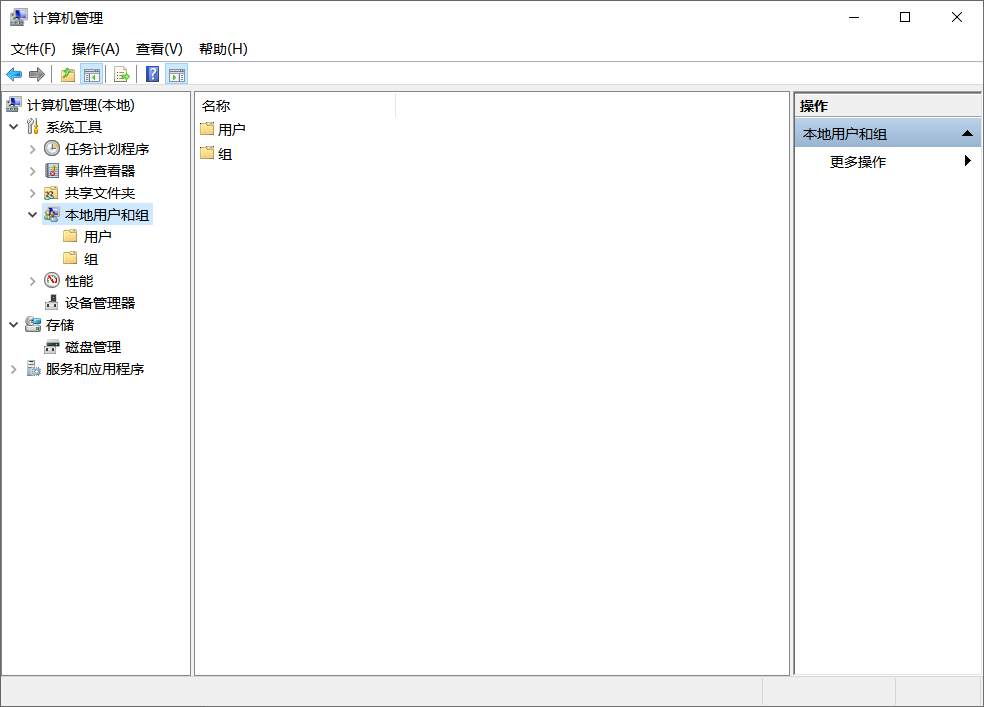 计算机管理
文件(F) 操作(A) 查看(V) 帮助(H)
计算机管理(本地)
系统工具
任务计划程序
事件查看器
共享文件夹
本地用户和组
用户
组
性能
设备管理器
存储
磁盘管理
服务和应用程序
名称
用户
组
操作
本地用户和组
更多操作